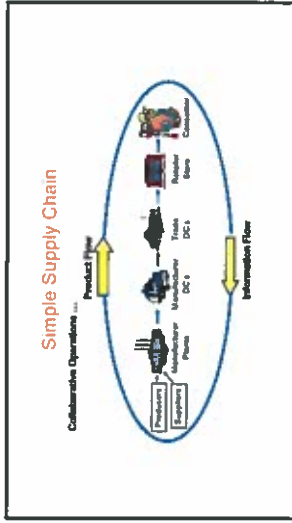 Simple Supply Chain
Collaborative Operations ...
Product Flow
Producers
Suppliers
Manufacturer
Plants
Manufacturer
DC's
Trade
DC's
Retailer
Store
Consumer
Information Flow